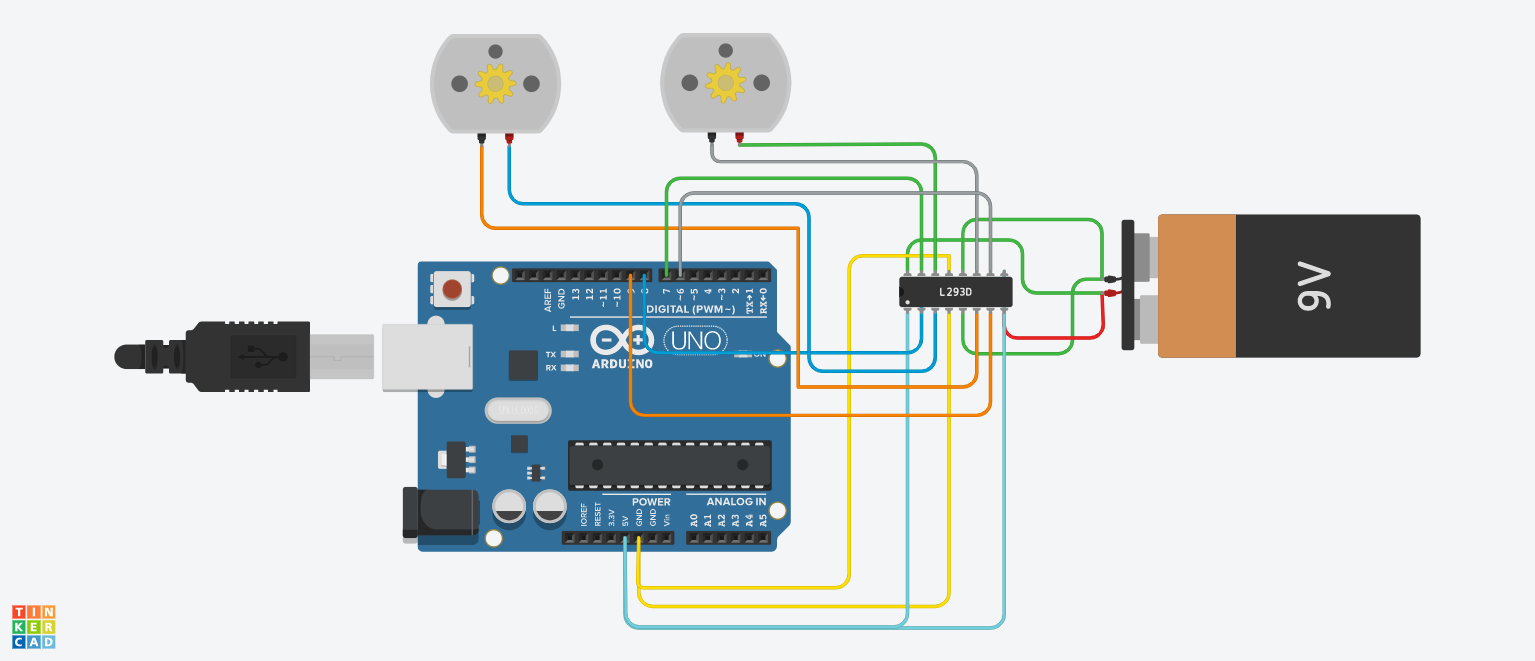 L293D
9V
AREF
GND
13
12
~11
~10
8
7
~6
~5
4
~3
2
TX→1
RX←0
DIGITAL (PWM~)
L
TX
RX
ARDUINO
UNO
ON
POWER
ANALOG IN
IOREF
RESET
3.3V
5V
GND
GND
Vin
A0
A1
A2
A3
A4
A5
TIN
KER
CAD